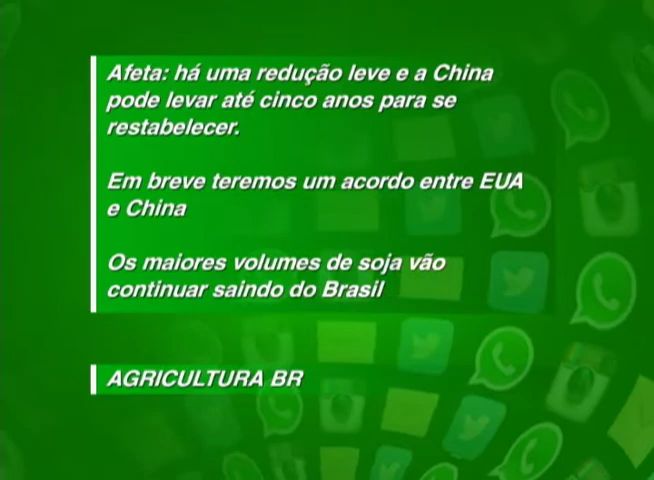 Afeta: há uma redução leve e a China
pode levar até cinco anos para se
restabelecer.
Em breve teremos um acordo entre EUA
e China
Os maiores volumes de soja vão
continuar saindo do Brasil
AGRICULTURA BR